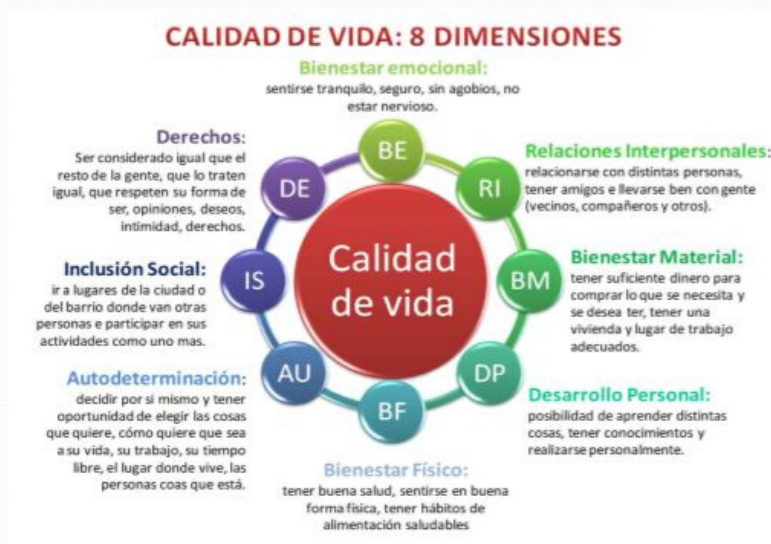 CALIDAD DE VIDA: 8 DIMENSIONES
Bienestar emocional:
sentirse tranquilo, seguro, sin agobios, no
estar nervioso.
BE
Relaciones Interpersonales:
relacionarse con distintas personas,
tener amigos e llevarse ben con gente
(vecinos, compañeros y otros).
RI
Bienestar Material:
tener suficiente dinero para
comprar lo que se necesita y
se desea ter, tener una
vivienda y lugar de trabajo
adecuados.
BM
Desarrollo Personal:
posibilidad de aprender distintas
cosas, tener conocimientos y
realizarse personalmente.
DP
Bienestar Físico:
tener buena salud, sentirse en buena
forma física, tener hábitos de
alimentación saludables
BF
Autodeterminación:
decidir por si mismo y tener
oportunidad de elegir las cosas
que quiere, cómo quiere que sea
a su vida, su trabajo, su tiempo
libre, el lugar donde vive, las
personas coas que está.
AU
Inclusión Social:
ir a lugares de la ciudad o
del barrio donde van otras
personas e participar en sus
actividades como uno mas.
IS
Derechos:
Ser considerado igual que el
resto de la gente, que lo traten
igual, que respeten su forma de
ser, opiniones, deseos,
intimidad, derechos.
DE
Calidad
de vida